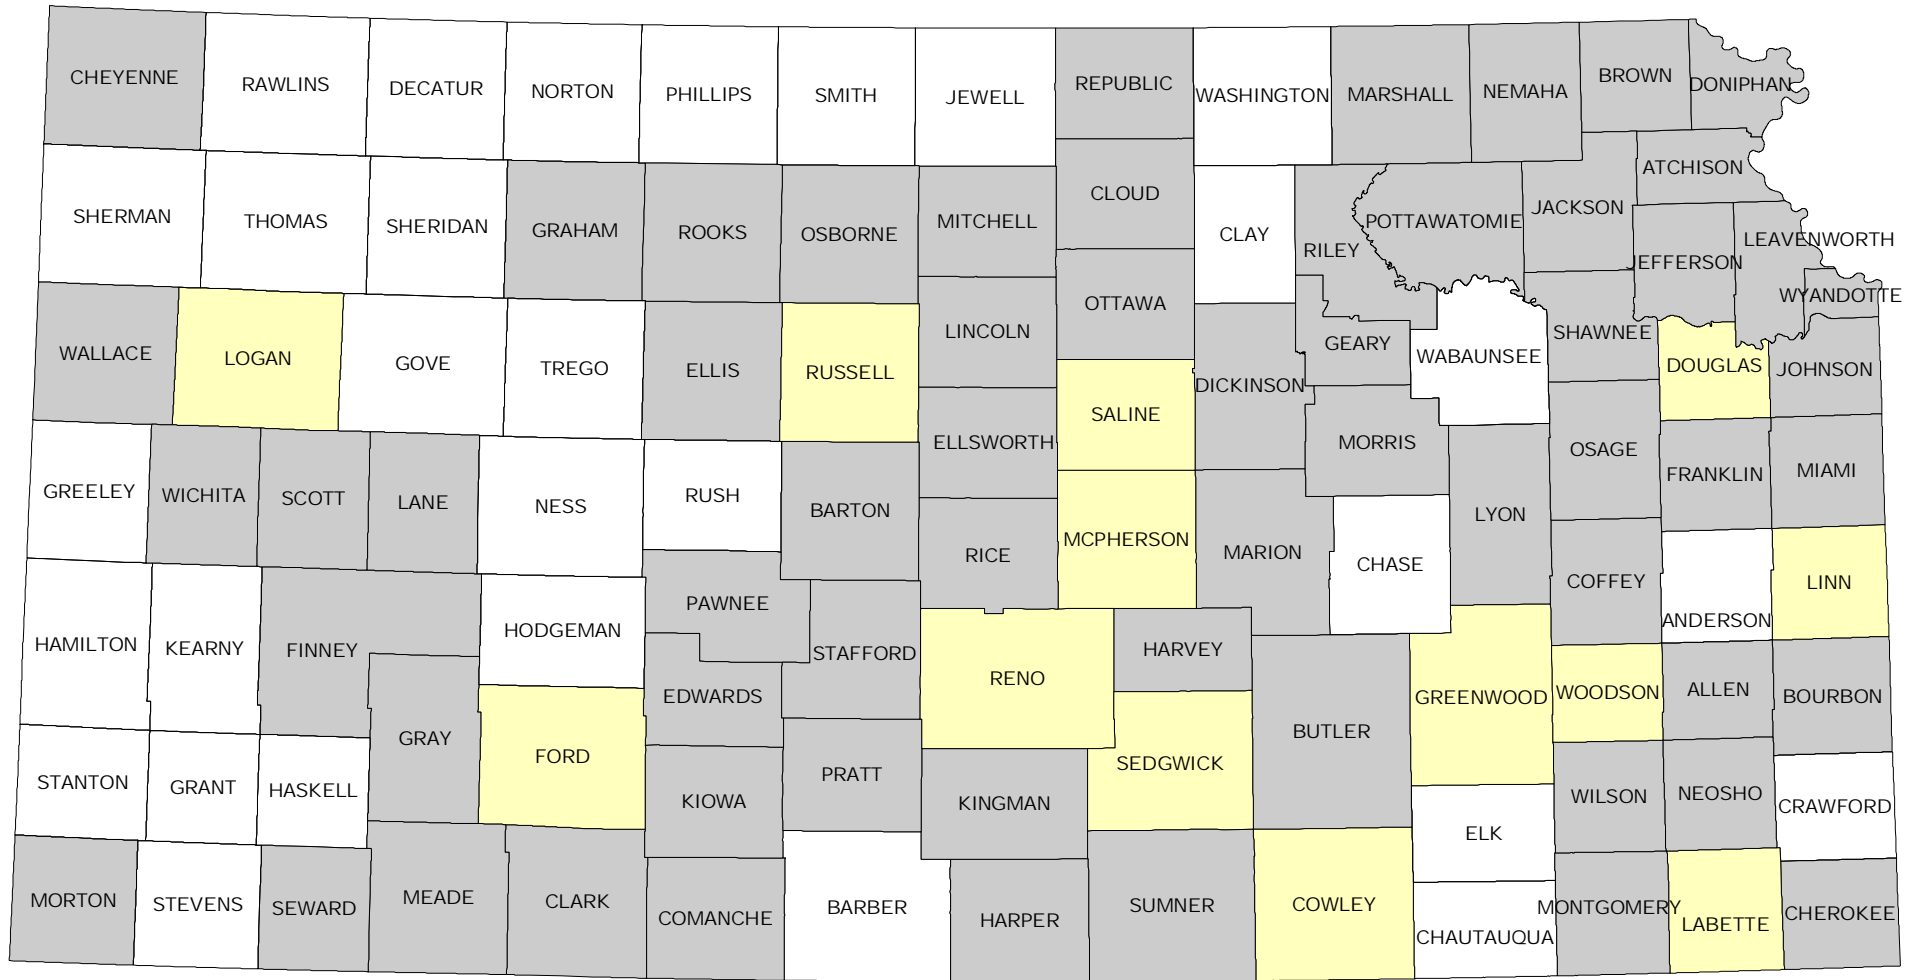 CHEYENNE
RAWLINS
DECATUR
NORTON
PHILLIPS
SMITH
JEWELL
REPUBLIC
WASHINGTON
MARSHALL
NEMAHA
BROWN
DONIPHAN
SHERMAN
THOMAS
SHERIDAN
GRAHAM
ROOKS
OSBORNE
MITCHELL
CLOUD
CLAY
RILEY
POTTAWATOMIE
JACKSON
ATCHISON
JEFFERSON
LEAVENWORTH
WYANDOTTE
WALLACE
LOGAN
GOVE
TREGO
ELLIS
RUSSELL
LINCOLN
OTTAWA
DICKINSON
GEARY
WABAUNSEE
SHAWNEE
DOUGLAS
JOHNSON
GREELEY
WICHITA
SCOTT
LANE
NESS
RUSH
BARTON
ELLSWORTH
SALINE
MORRIS
LYON
OSAGE
FRANKLIN
MIAMI
RICE
MCPHERSON
MARION
CHASE
COFFEY
ANDERSON
LINN
HAMILTON
KEARNY
FINNEY
HODGEMAN
PAWNEE
STAFFORD
RENO
HARVEY
EDWARDS
GRAY
FORD
BUTLER
GREENWOOD
WOODSON
ALLEN
BOURBON
STANTON
GRANT
HASKELL
KIOWA
PRATT
KINGMAN
SEDGWICK
ELK
WILSON
NEOSHO
CRAWFORD
MORTON
STEVENS
SEWARD
MEADE
CLARK
COMANCHE
BARBER
HARPER
SUMNER
COWLEY
CHAUTAUQUA
MONTGOMERY
LABETTE
CHEROKEE